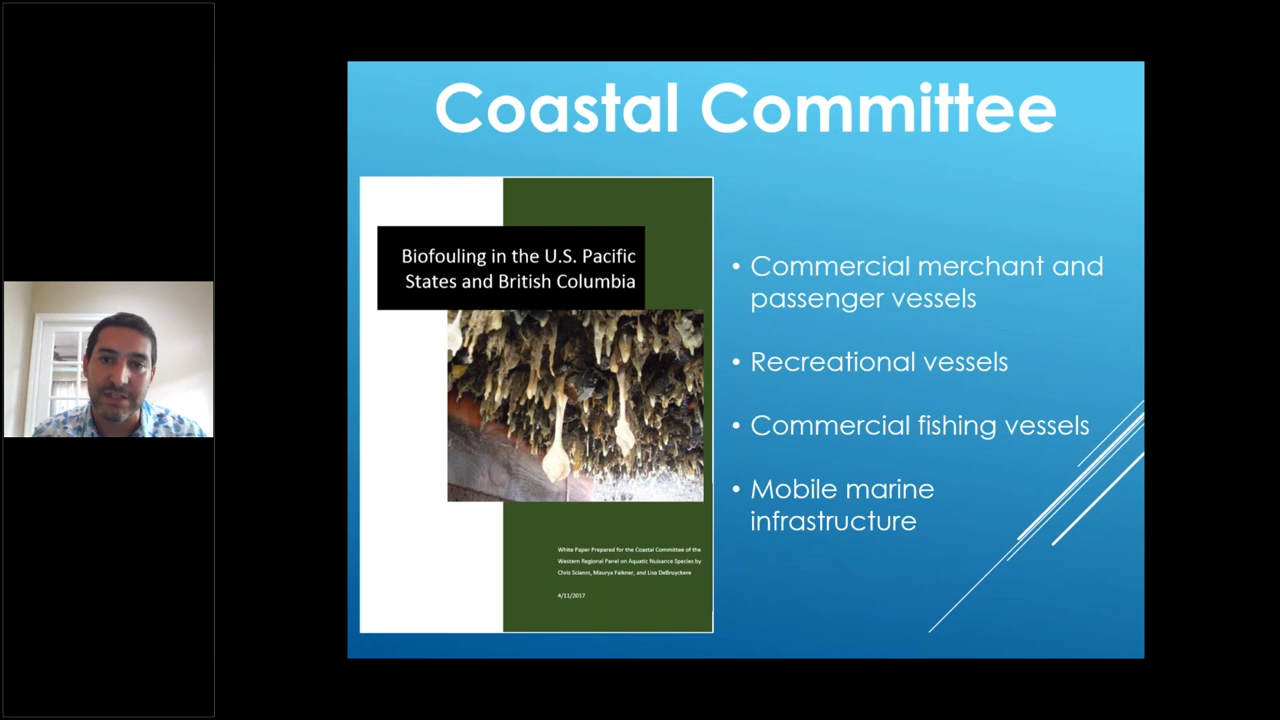 Coastal Committee
Biofouling in the U.S. Pacific
States and British Columbia
White Paper Prepared for the Coastal Committee of the
Western Regional Panel on Aquatic Nuisance Species by
Chris Scianni, Maurya Falkner, and Lisa DeBruyckere
4/11/2017
• Commercial merchant and
passenger vessels
• Recreational vessels
• Commercial fishing vessels
• Mobile marine
infrastructure